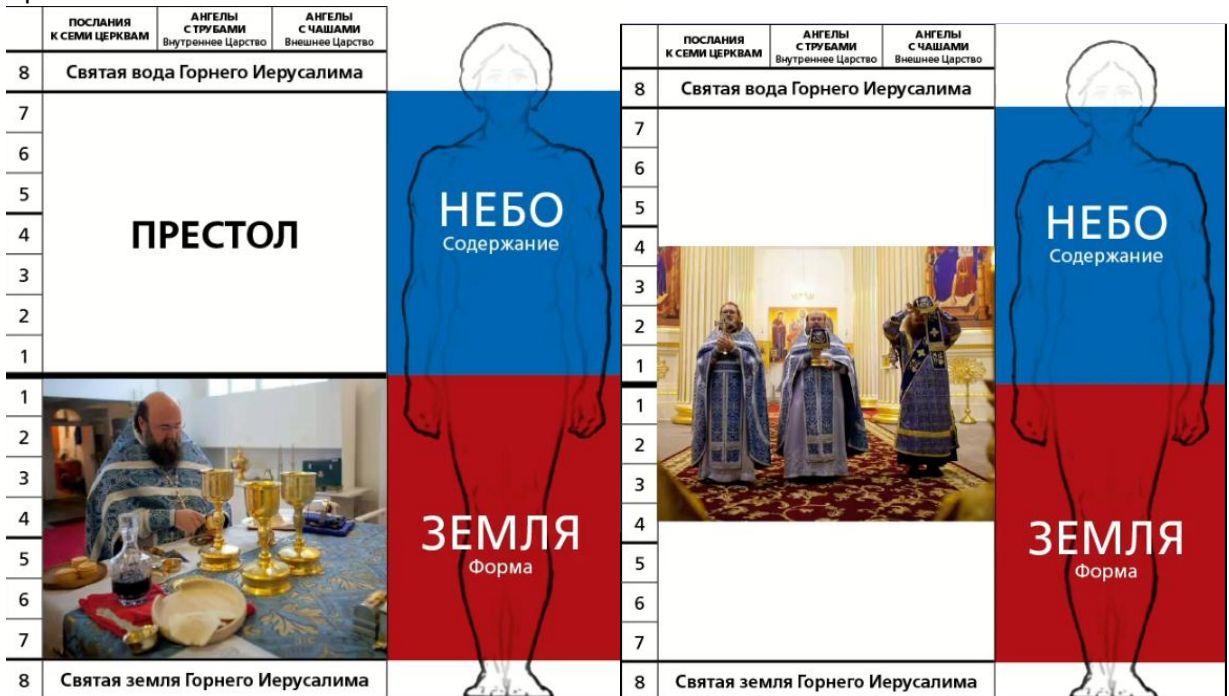 ПОСЛАНИЯ
К СЕМИ ЦЕРКВАМ
АНГЕЛЫ
С ТРУБАМИ
Внутреннее Царство
АНГЕЛЫ
С ЧАШАМИ
Внешнее Царство
8 Святая вода Горнего Иерусалима
7
6
5
4
3
2
1
ПРЕСТОЛ
1
2
3
4
5
6
7
8 Святая земля Горнего Иерусалима
НЕБО
Содержание
ЗЕМЛЯ
Форма
ПОСЛАНИЯ
К СЕМИ ЦЕРКВАМ
АНГЕЛЫ
С ТРУБАМИ
Внутреннее Царство
АНГЕЛЫ
С ЧАШАМИ
Внешнее Царство
8 Святая вода Горнего Иерусалима
7
6
5
4
3
2
1
1
2
3
4
5
6
7
8 Святая земля Горнего Иерусалима
НЕБО
Содержание
ЗЕМЛЯ
Форма